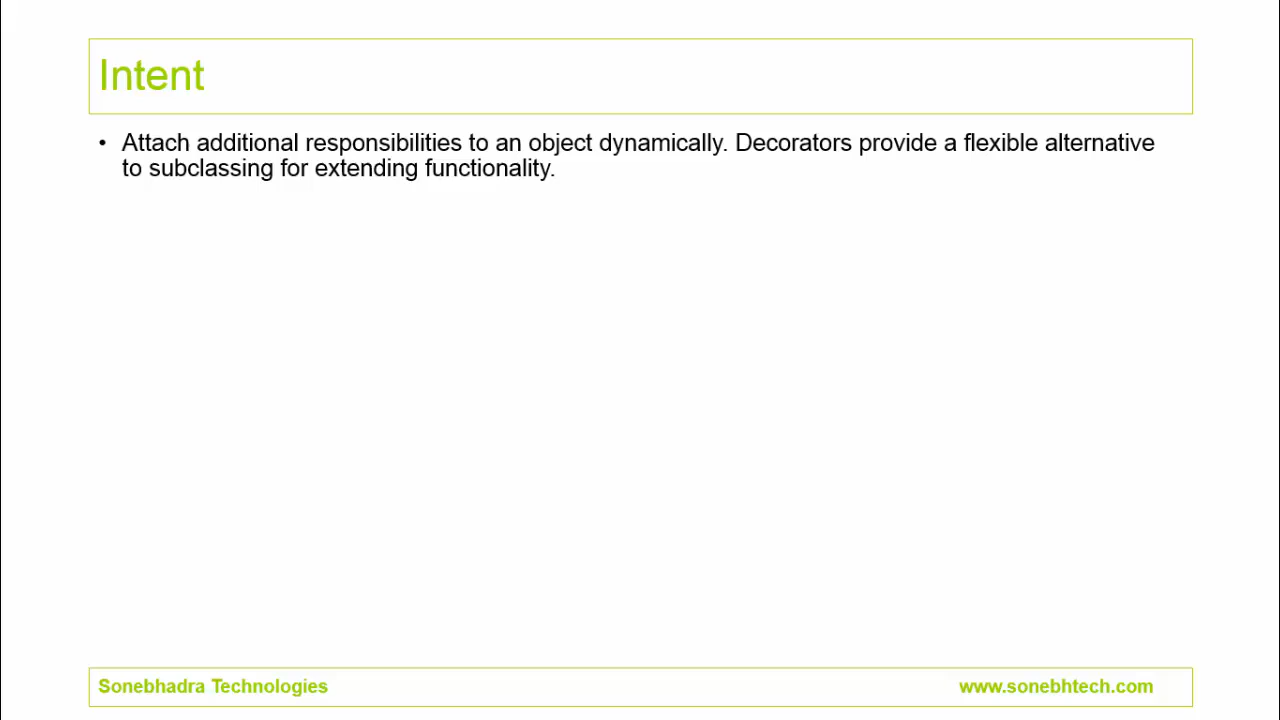 Intent
• Attach additional responsibilities to an object dynamically. Decorators provide a flexible alternative
to subclassing for extending functionality.
Sonebhadra Technologies www.sonebhtech.com